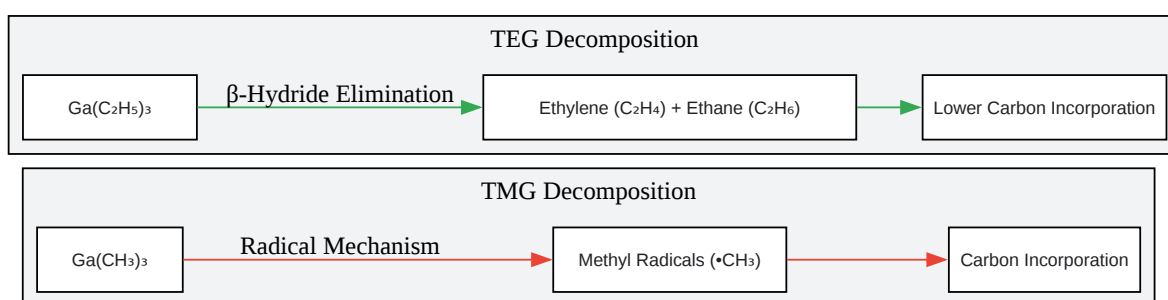 TEG Decomposition
Ga(C₂H₅)₃
β-Hydride Elimination
Ethylene (C₂H₄) + Ethane (C₂H₆)
Lower Carbon Incorporation
TMG Decomposition
Ga(CH₃)₃
Radical Mechanism
Methyl Radicals (•CH₃)
Carbon Incorporation